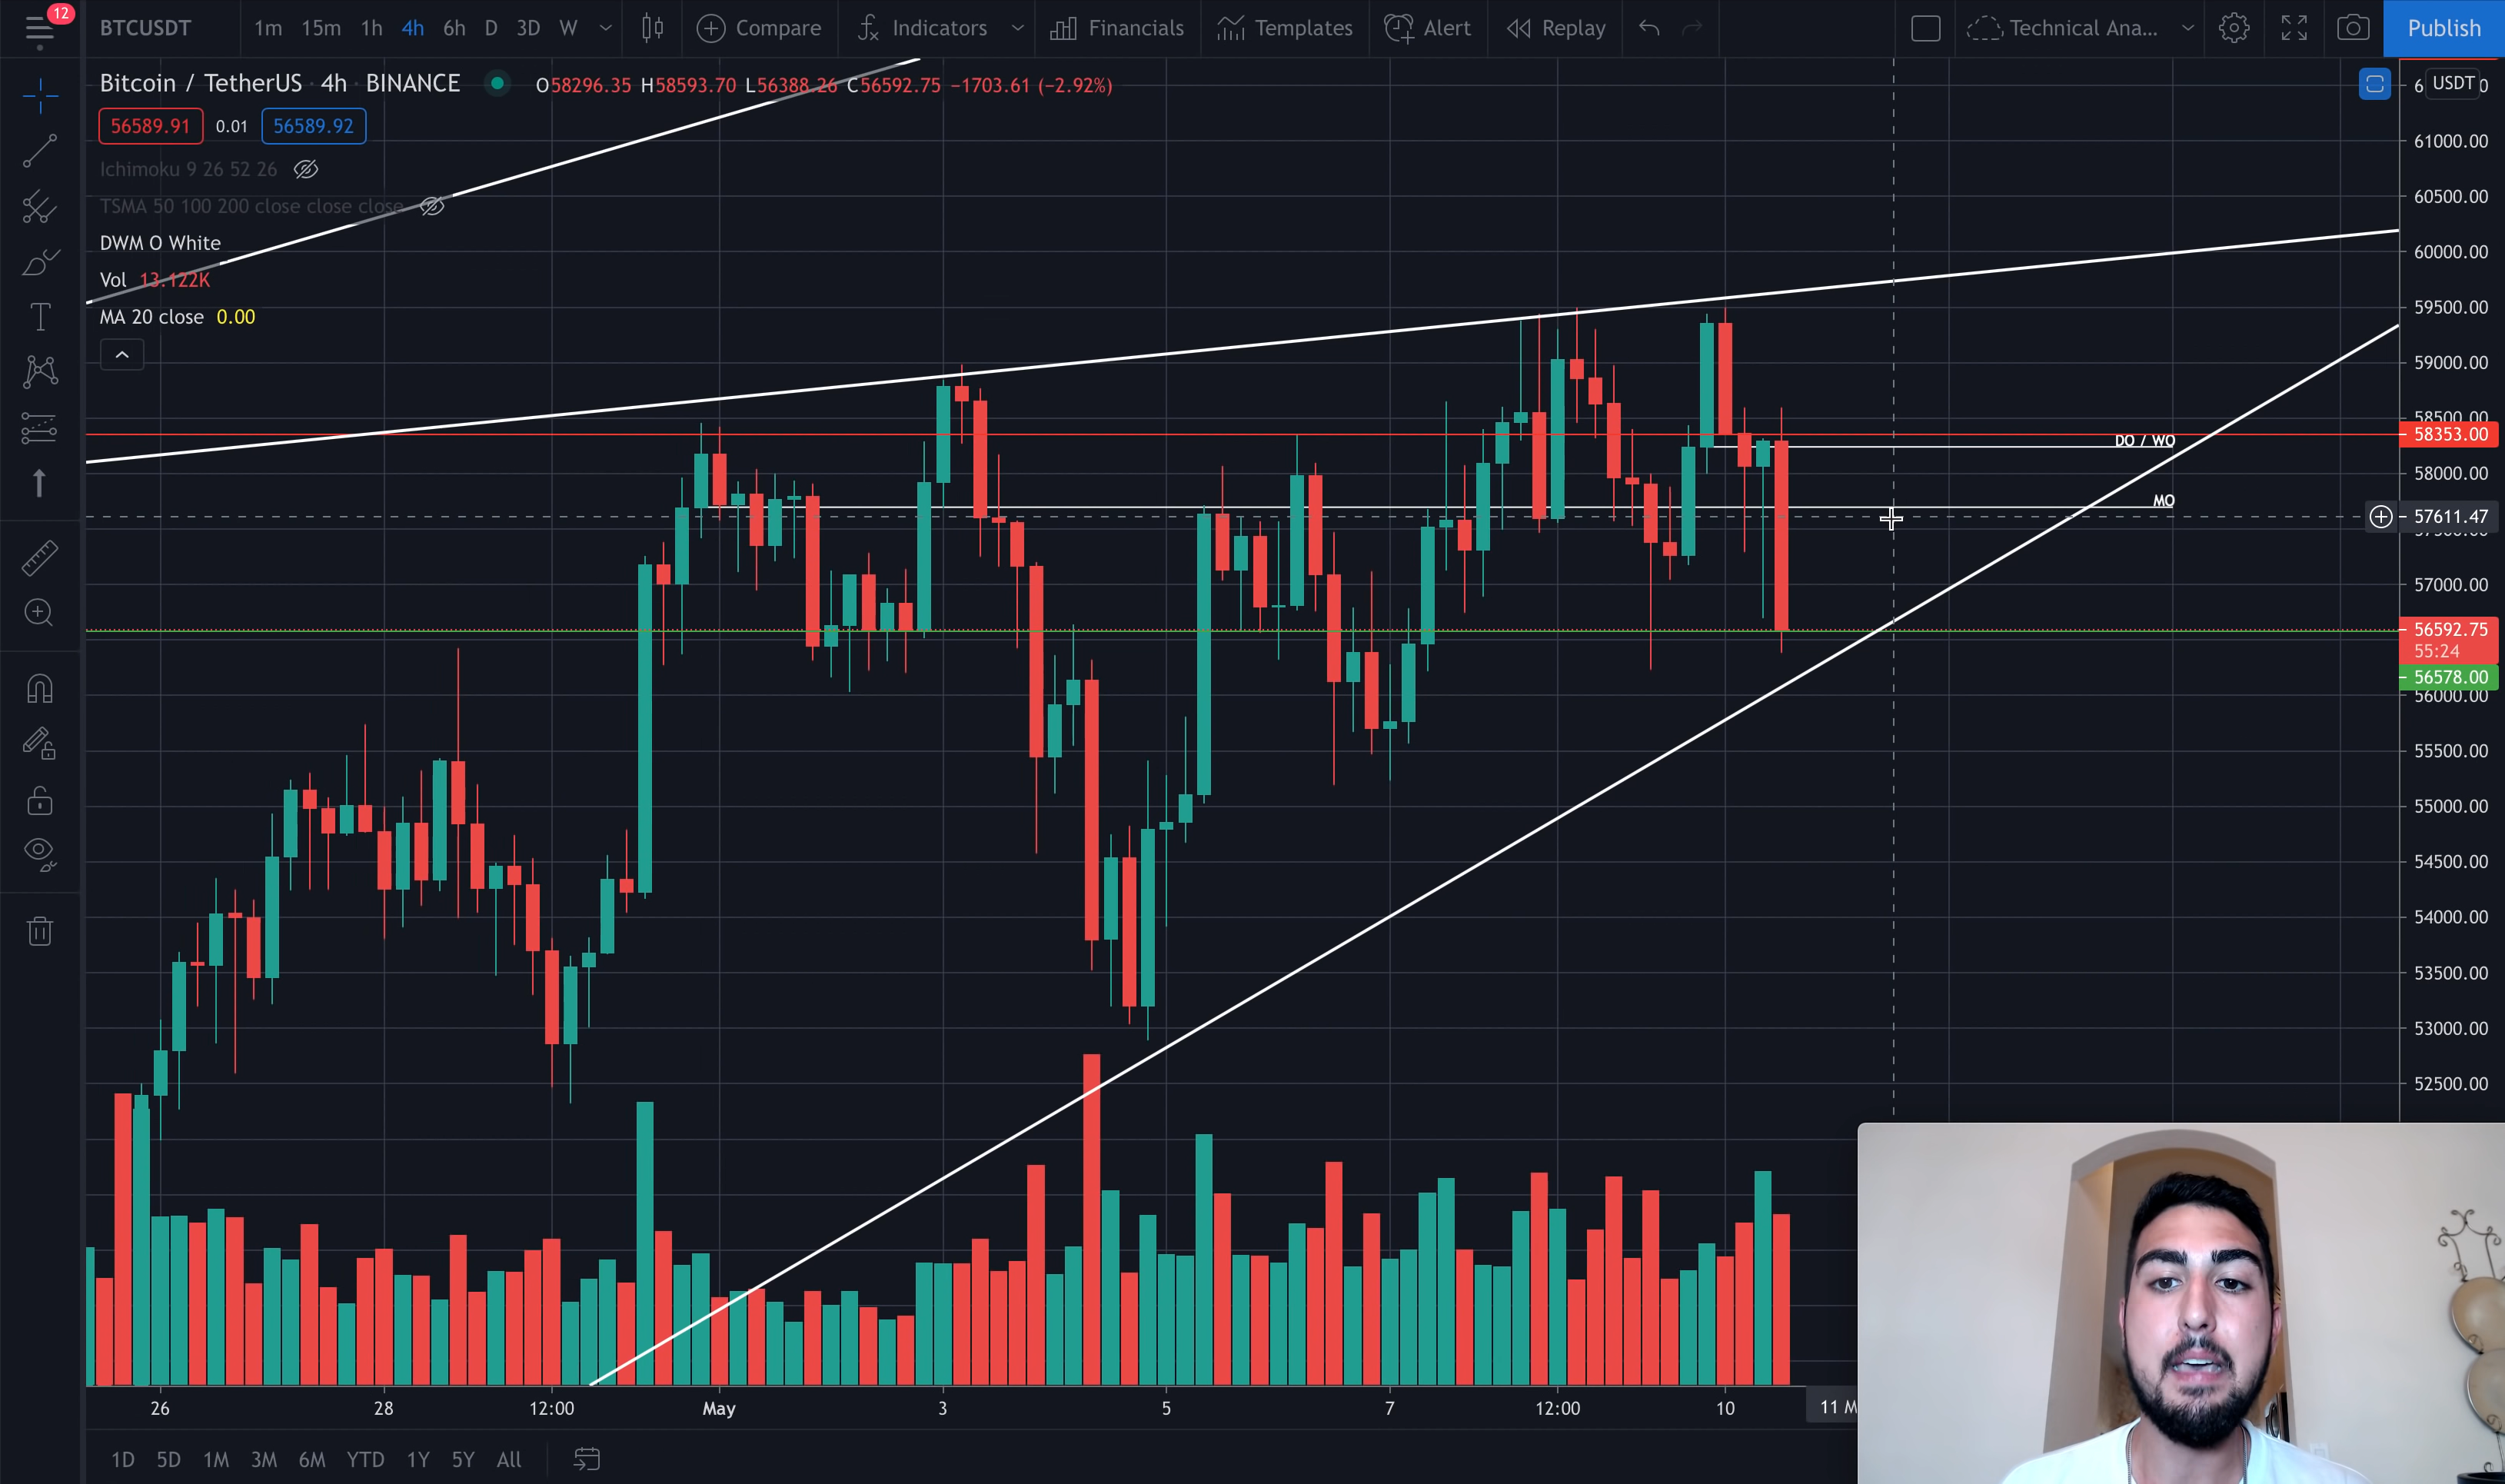 12
BTCUSDT 1m 15m 1h 4h 6h D 3D W Compare Indicators Financials Templates Alert Replay Technical Ana... Publish
Bitcoin / TetherUS · 4h · BINANCE O58296.35 H58593.70 L56388.26 C56592.75 −1703.61 (−2.92%)
USDT
56589.91 0.01 56589.92
Ichimoku 9 26 52 26
TSMA 50 100 200 close close close
DWM O White
Vol 13.122K
MA 20 close 0.00
61000.00
60500.00
60000.00
59500.00
59000.00
58500.00
58353.00
DO / WO
58000.00
MO
57611.47
57000.00
56592.75
55:24
56578.00
56000.00
55500.00
55000.00
54500.00
54000.00
53500.00
53000.00
52500.00
26 28 12:00 May 3 5 7 12:00 10 11 M
1D 5D 1M 3M 6M YTD 1Y 5Y All